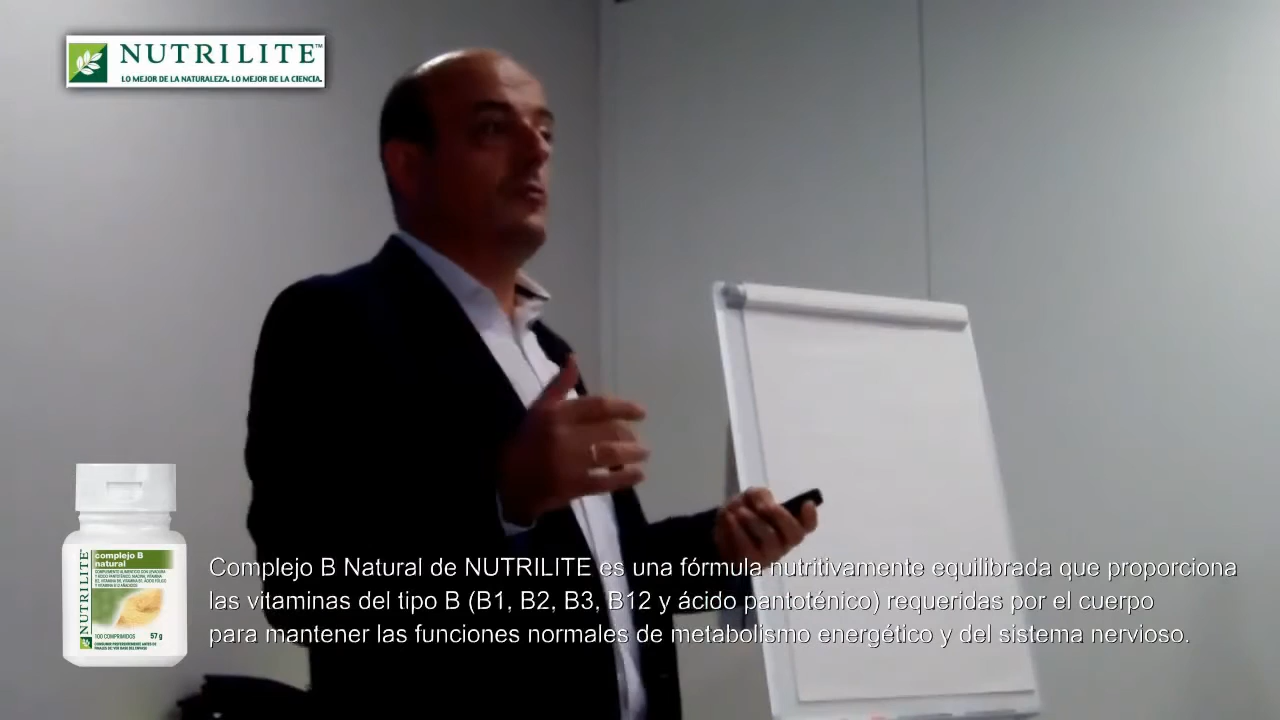 NUTRILITE™
LO MEJOR DE LA NATURALEZA. LO MEJOR DE LA CIENCIA.
NUTRILITE
complejo B
natural
100 COMPRIMIDOS 57 g
Complejo B Natural de NUTRILITE es una fórmula nutritivamente equilibrada que proporciona
las vitaminas del tipo B (B1, B2, B3, B12 y ácido pantoténico) requeridas por el cuerpo
para mantener las funciones normales de metabolismo energético y del sistema nervioso.